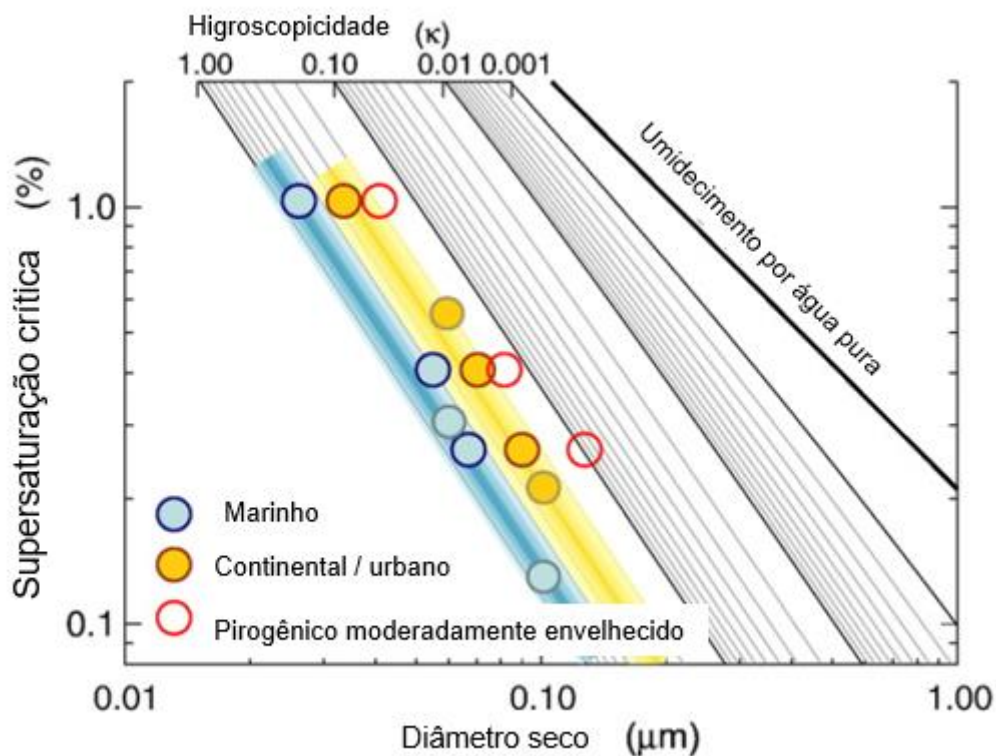 Higroscopicidade (κ)
1.00 0.10 0.01 0.001
Umidecimento por água pura
Supersaturação crítica (%)
1.0
0.1
Marinho
Continental / urbano
Pirogênico moderadamente envelhecido
0.01 0.10 1.00
Diâmetro seco (μm)